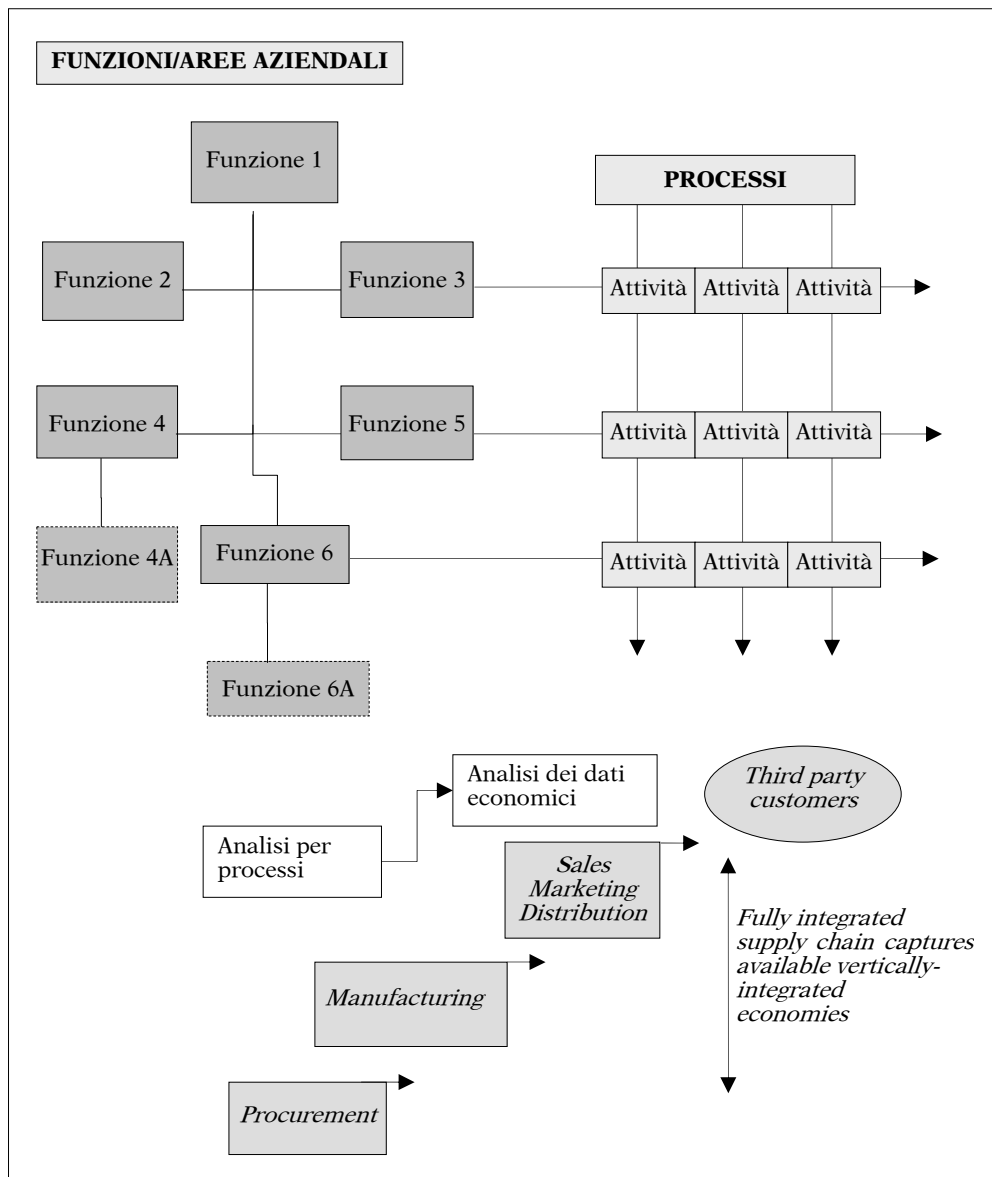 FUNZIONI/AREE AZIENDALI
Funzione 1
PROCESSI
Funzione 2
Funzione 3
Attività Attività Attività
Funzione 4
Funzione 5
Attività Attività Attività
Funzione 4A
Funzione 6
Attività Attività Attività
Funzione 6A
Analisi dei dati
economici
Third party
customers
Analisi per
processi
Sales
Marketing
Distribution
Fully integrated
supply chain captures
available vertically-
integrated
economies
Manufacturing
Procurement